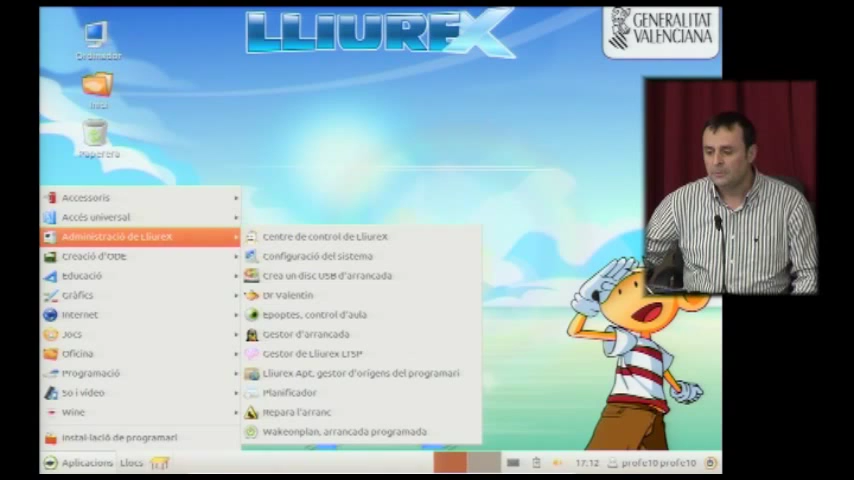 LLIUREX
GENERALITAT
VALENCIANA
Ordinador
Inici
Paperera
Accessoris
Accés universal
Administració de LliureX
Creació d'ODE
Educació
Gràfics
Internet
Jocs
Oficina
Programació
So i vídeo
Wine
Instal·lació de programari
Centre de control de LliureX
Configuració del sistema
Crea un disc USB d'arrancada
Dr Valentin
Epoptes, control d'aula
Gestor d'arrancada
Gestor de Lliurex LTSP
Lliurex Apt, gestor d'orígens del programari
Planificador
Repara l'arranc
Wakeonplan, arrancada programada
Aplicacions Llocs 17:12 profe10 profe10